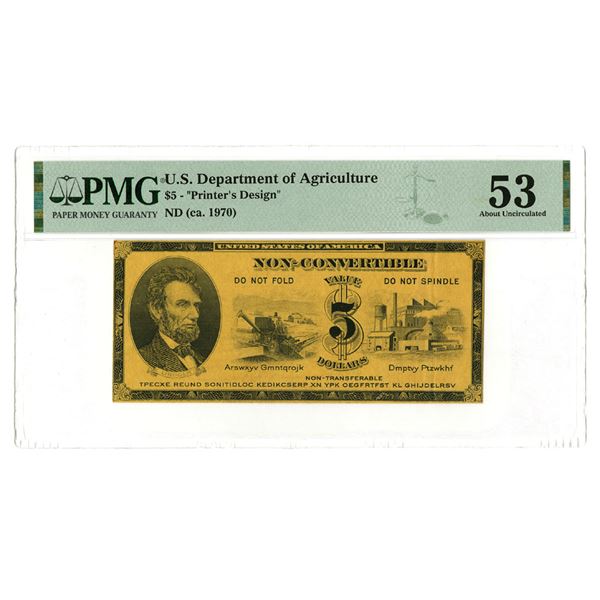 PMG
PAPER MONEY GUARANTY
U.S. Department of Agriculture
$5 - "Printer's Design"
ND (ca. 1970)
53
About Uncirculated
UNITED STATES OF AMERICA
NON-CONVERTIBLE
DO NOT FOLD
VALUE
DO NOT SPINDLE
$5
DOLLARS
Arswxyv Gmntqrojk
Dmptvy Ptzwkhf
NON-TRANSFERABLE
TPECXE REUND SONITIDLOC KEDIKCSERP XN YPK OEGFRTFST KL GHIJDELRSV